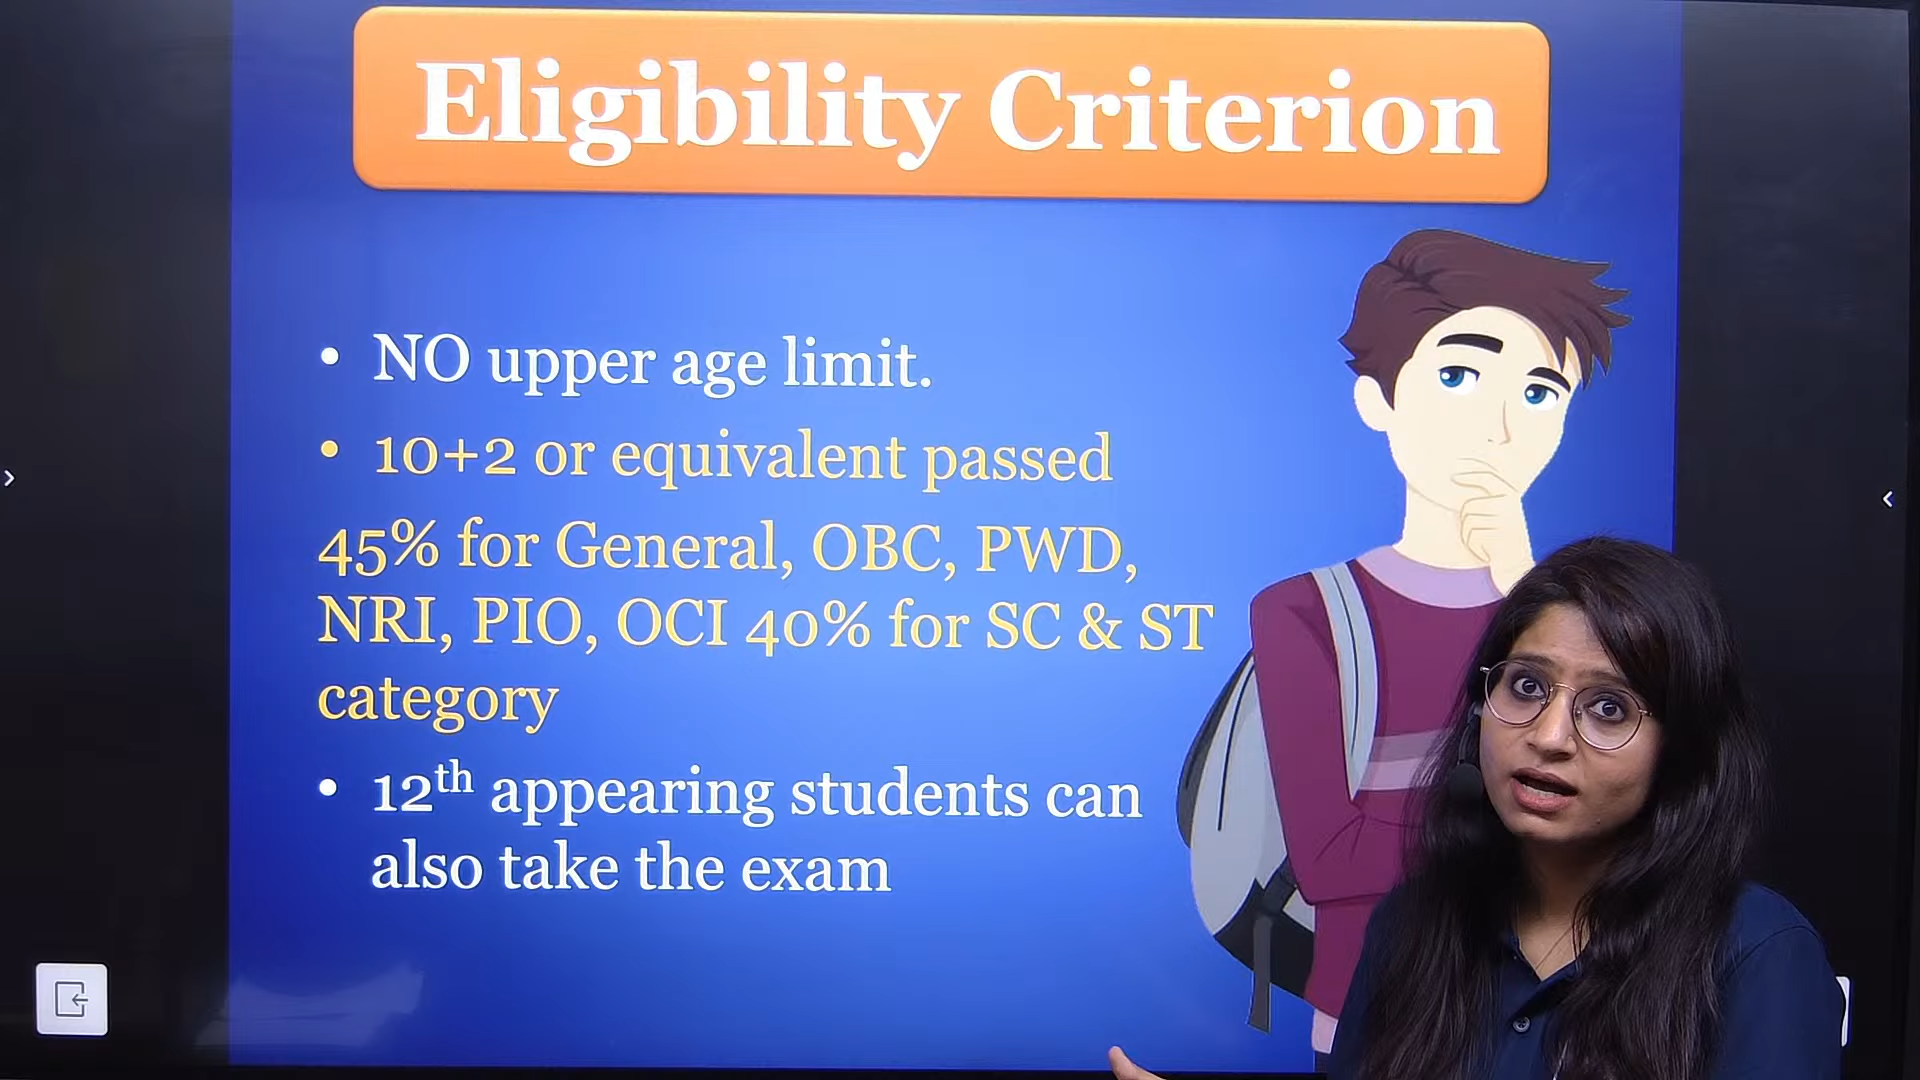 Eligibility Criterion
• NO upper age limit.
• 10+2 or equivalent passed
45% for General, OBC, PWD,
NRI, PIO, OCI 40% for SC & ST
category
• 12th appearing students can
also take the exam